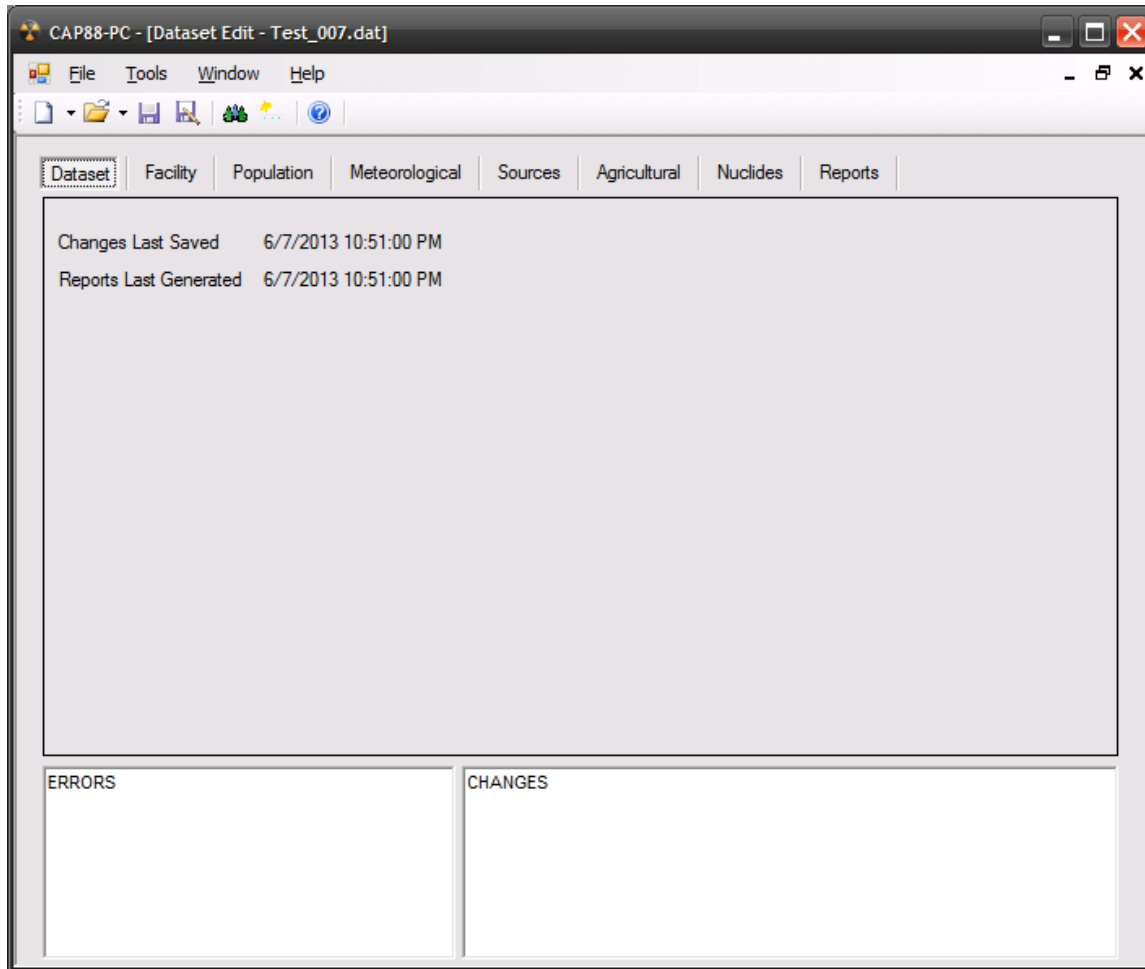 CAP88-PC - [Dataset Edit - Test_007.dat]
File Tools Window Help
Dataset Facility Population Meteorological Sources Agricultural Nuclides Reports
Changes Last Saved 6/7/2013 10:51:00 PM
Reports Last Generated 6/7/2013 10:51:00 PM
ERRORS CHANGES